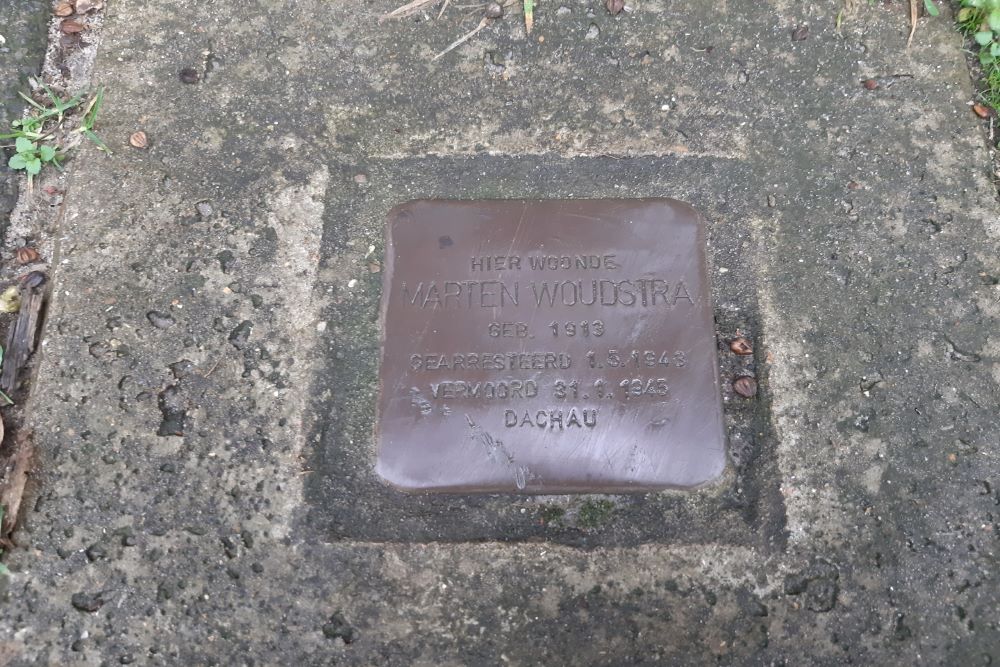 HIER WOONDE
MARTEN WOUDSTRA
GEB. 1913
GEARRESTEERD 1.5.1943
VERMOORD 31.1.1945
DACHAU